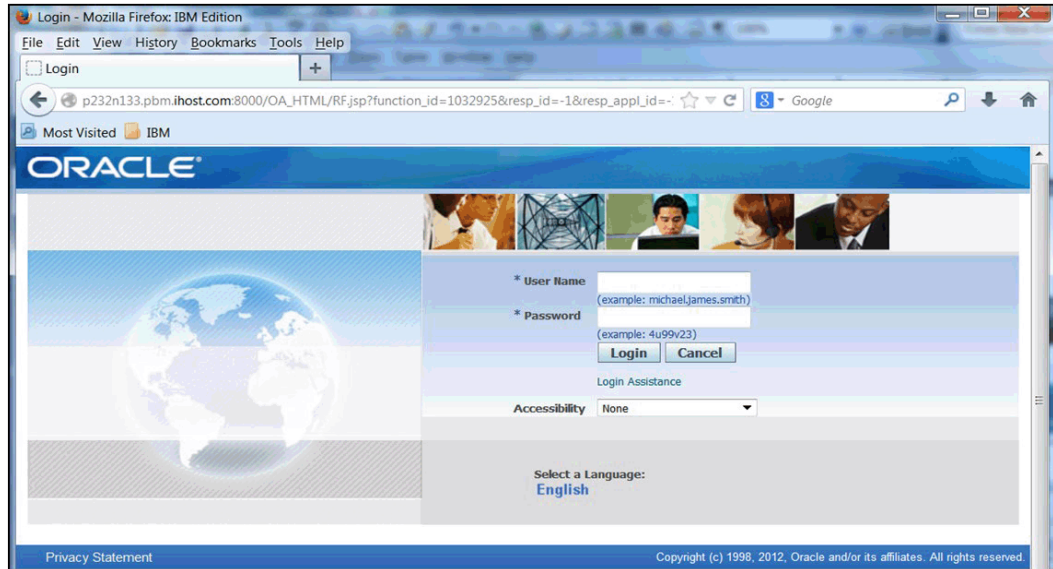 Login - Mozilla Firefox: IBM Edition
File Edit View History Bookmarks Tools Help
Login
p232n133.pbm.ihost.com:8000/OA_HTML/RF.jsp?function_id=1032925&resp_id=-1&resp_appl_id=-
Google
Most Visited IBM
ORACLE
* User Name
(example: michael.james.smith)
* Password
(example: 4u99v23)
Login Cancel
Login Assistance
Accessibility None
Select a Language:
English
Privacy Statement Copyright (c) 1998, 2012, Oracle and/or its affiliates. All rights reserved.